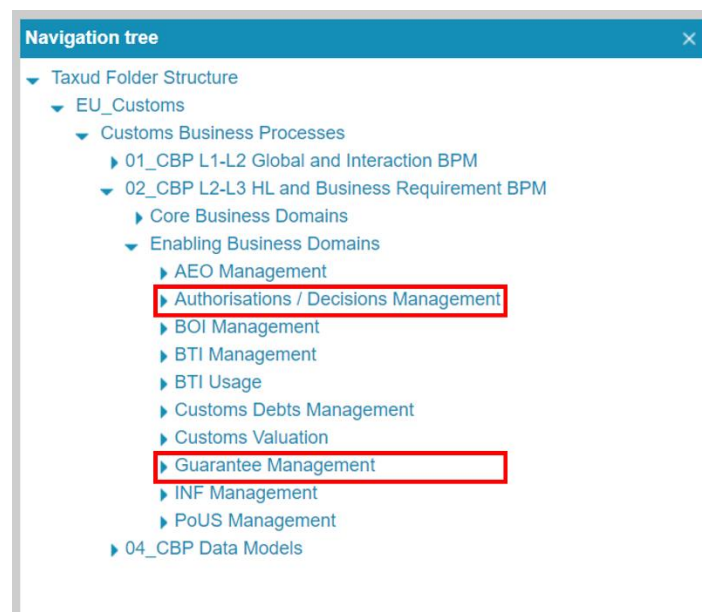 Navigation tree
Taxud Folder Structure
EU_Customs
Customs Business Processes
01_CBP L1-L2 Global and Interaction BPM
02_CBP L2-L3 HL and Business Requirement BPM
Core Business Domains
Enabling Business Domains
AEO Management
Authorisations / Decisions Management
BOI Management
BTI Management
BTI Usage
Customs Debts Management
Customs Valuation
Guarantee Management
INF Management
PoUS Management
04_CBP Data Models